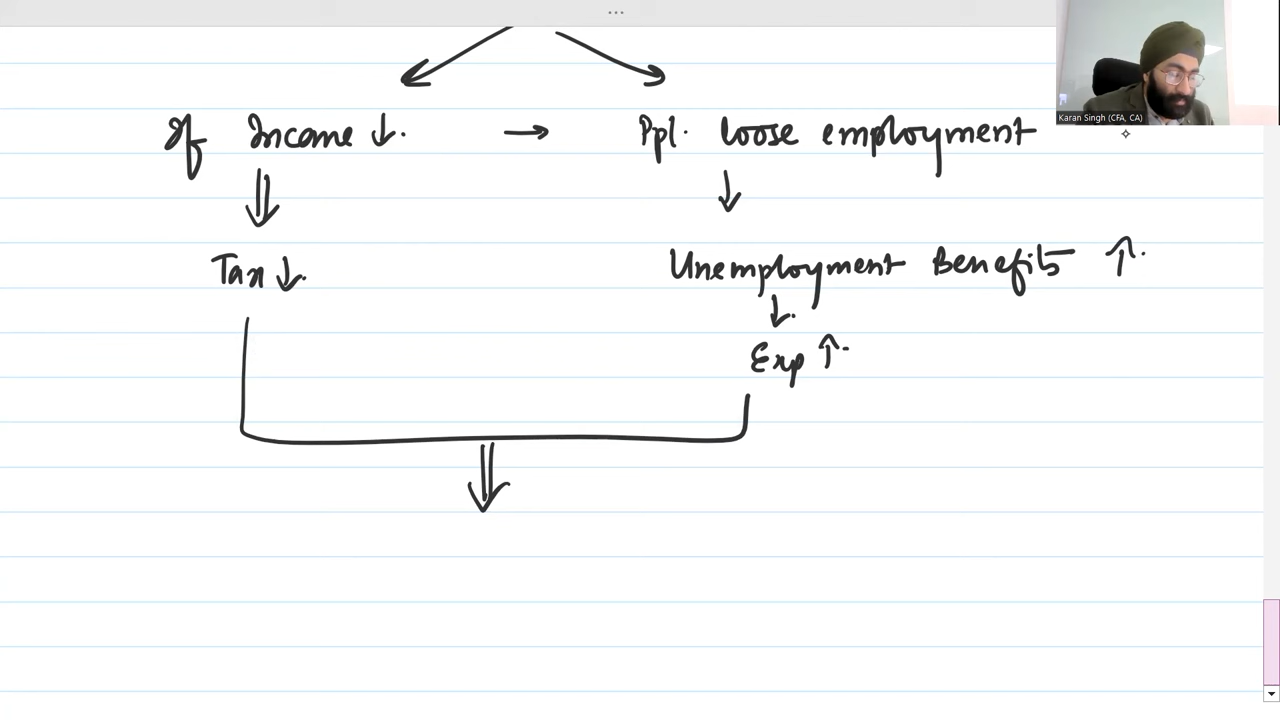 Karan Singh (CFA, CA)
If Income ↓. → Ppl. loose employment
↓
Tax ↓. Unemployment Benefits ↑.
↓.
Exp ↑.